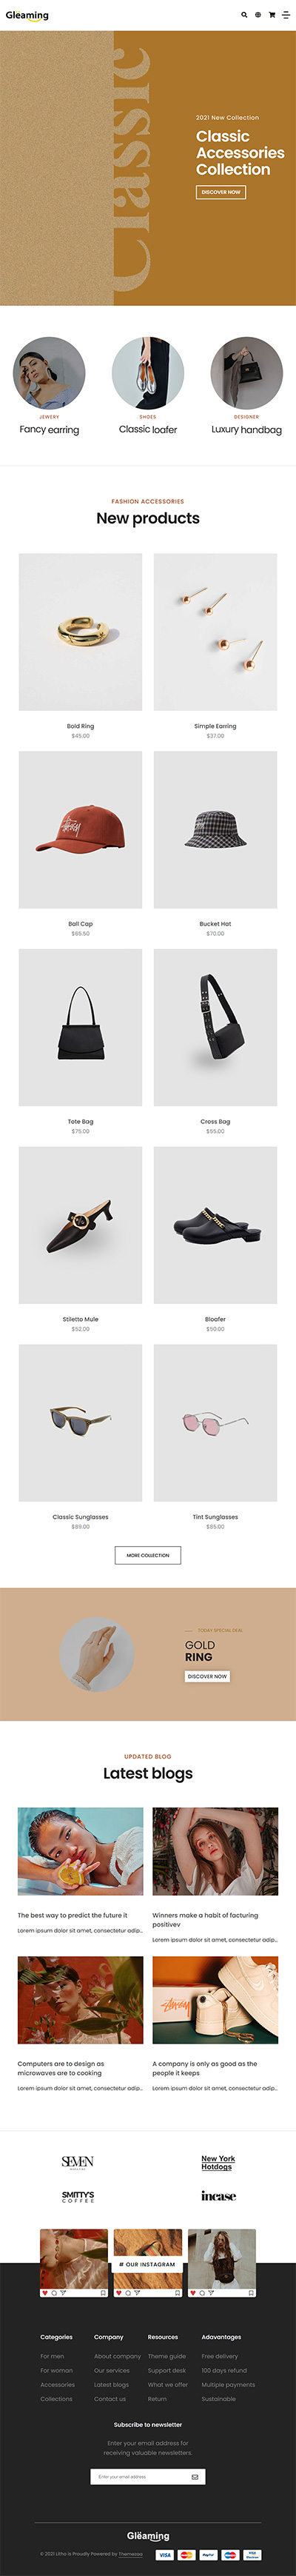 Gleaming
Classic
2021 New Collection
Classic
Accessories
Collection
DISCOVER NOW
JEWERY
SHOES
DESIGNER
Fancy earring
Classic loafer
Luxury handbag
FASHION ACCESSORIES
New products
Bold Ring
Simple Earring
$45.00
$37.00
Ball Cap
Bucket Hat
$65.50
$70.00
Tote Bag
Cross Bag
$75.00
$55.00
Stiletto Mule
Bloafer
$52.00
$50.00
Classic Sunglasses
Tint Sunglasses
$89.00
$85.00
MORE COLLECTION
TODAY SPECIAL DEAL
GOLD
RING
DISCOVER NOW
UPDATED BLOG
Latest blogs
The best way to predict the future it
Lorem ipsum dolor sit amet, consectetur adip...
Winners make a habit of facturing
positivev
Lorem ipsum dolor sit amet, consectetur adip...
Computers are to design as
microwaves are to cooking
Lorem ipsum dolor sit amet, consectetur adip...
A company is only as good as the
people it keeps
Lorem ipsum dolor sit amet, consectetur adip...
SEVEN
New York
Hotdogs
SMITTY'S
COFFEE
incase
# OUR INSTAGRAM
Categories
Company
Resources
Adavantages
For men
About company
Theme guide
Free delivery
For woman
Our services
Support desk
100 days refund
Accessories
Latest blogs
What we offer
Multiple payments
Collections
Contact us
Return
Sustainable
Subscribe to newsletter
Enter your email address for
receiving valuable newsletters.
Enter your email address
Gleaming
© 2021 Litho is Proudly Powered by Themezaa
VISA
PayPal
VISA
Electron